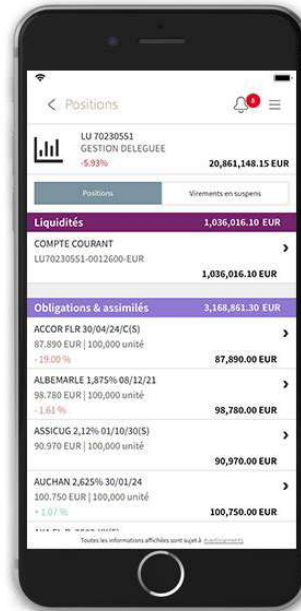 Positions
8
LU 70230551
GESTION DELEGUEE
-5.93%
20,861,148.15 EUR
Positions
Virements en suspens
Liquidités 1,036,016.10 EUR
COMPTE COURANT
LU70230551-0012600-EUR
1,036,016.10 EUR
Obligations & assimilés 3,168,861.30 EUR
ACCOR FLR 30/04/24/C(S)
87.890 EUR | 100,000 unité
- 19.00 % 87,890.00 EUR
ALBEMARLE 1,875% 08/12/21
98.780 EUR | 100,000 unité
- 1.61 % 98,780.00 EUR
ASSICUG 2,12% 01/10/30(S)
90.970 EUR | 100,000 unité
90,970.00 EUR
AUCHAN 2,625% 30/01/24
100.750 EUR | 100,000 unité
+ 1.07 % 100,750.00 EUR
Toutes les informations affichées sont sujet à avertissements